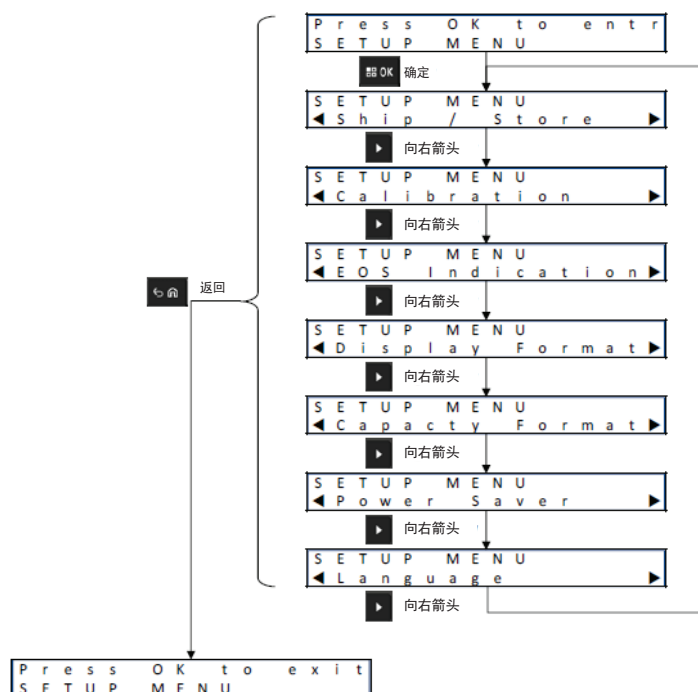 Press OK to entr
SETUP MENU
OK 确定
SETUP MENU
◀Ship / Store ▶
向右箭头
SETUP MENU
◀Calibration ▶
向右箭头
SETUP MENU
◀EOS Indication▶
向右箭头
返回
SETUP MENU
◀Display Format▶
向右箭头
SETUP MENU
◀Capacty Format▶
向右箭头
SETUP MENU
◀Power Saver ▶
向右箭头
SETUP MENU
◀Language ▶
向右箭头
Press OK to exit
SETUP MENU